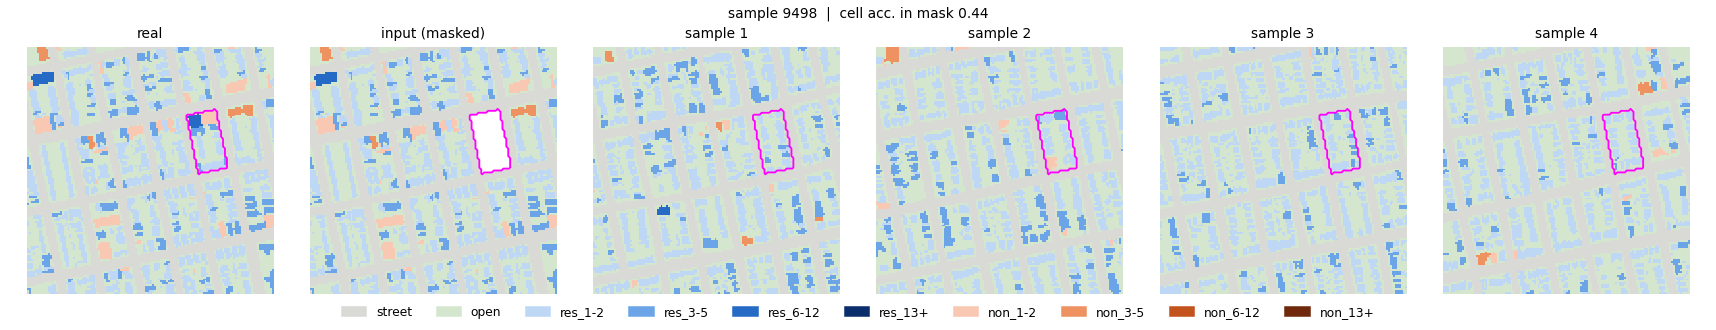 sample 9498 | cell acc. in mask 0.44
real
input (masked)
sample 1
sample 2
sample 3
sample 4
street
open
res_1-2
res_3-5
res_6-12
res_13+
non_1-2
non_3-5
non_6-12
non_13+